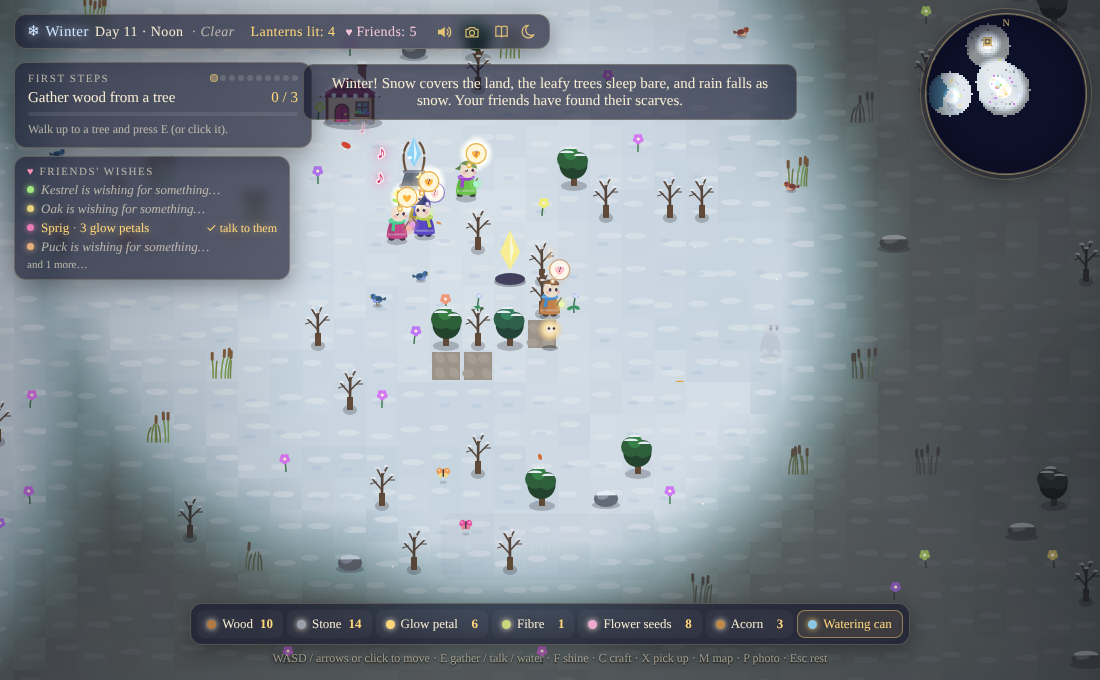 Winter Day 11 · Noon · Clear Lanterns lit: 4 ♥ Friends: 5
N
FIRST STEPS
Gather wood from a tree 0 / 3
Walk up to a tree and press E (or click it).
Winter! Snow covers the land, the leafy trees sleep bare, and rain falls as
snow. Your friends have found their scarves.
♥ FRIENDS' WISHES
Kestrel is wishing for something…
Oak is wishing for something…
Sprig · 3 glow petals ✓ talk to them
Puck is wishing for something…
and 1 more…
Wood 10 Stone 14 Glow petal 6 Fibre 1 Flower seeds 8 Acorn 3 Watering can
WASD / arrows or click to move · E gather / talk / water · F shine · C craft · X pick up · M map · P photo · Esc rest